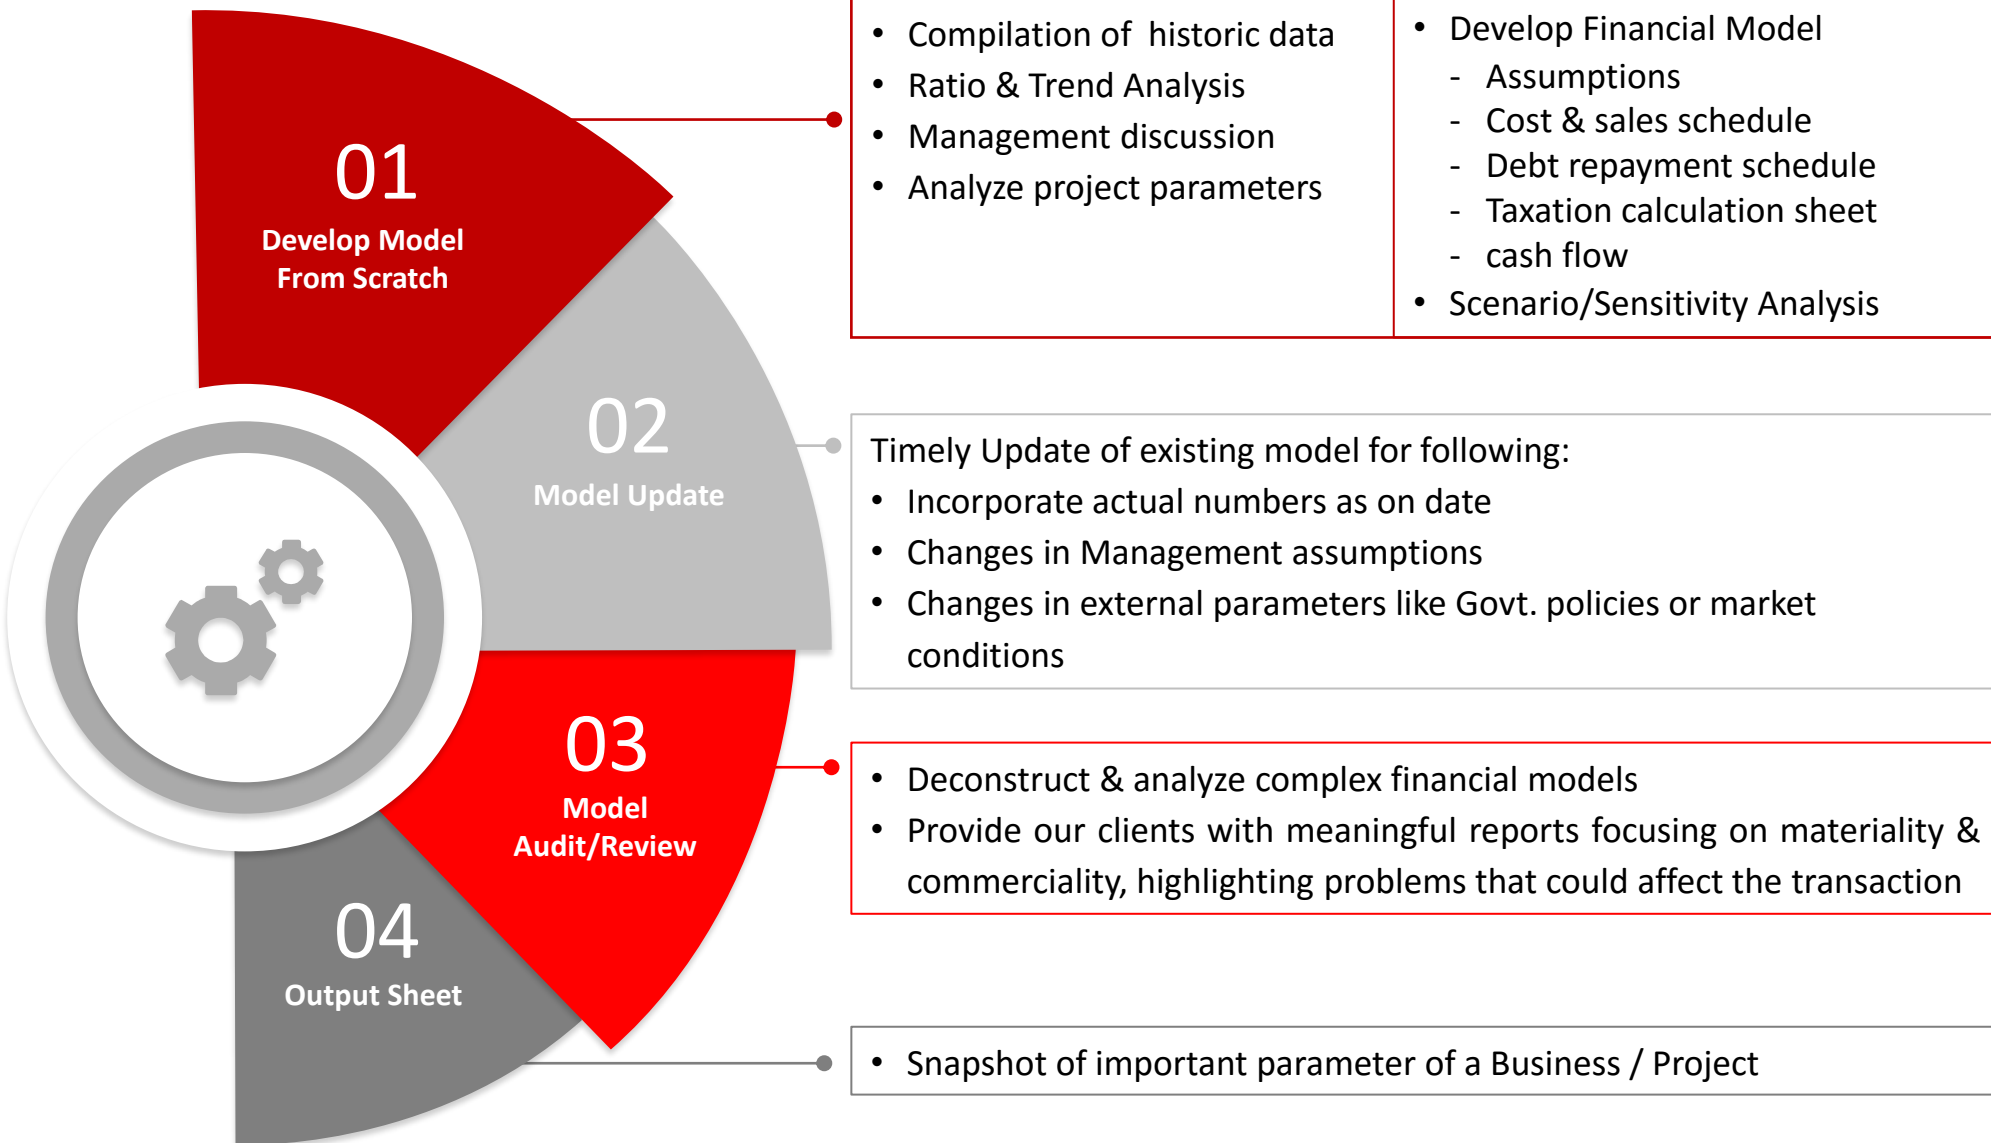 01
Develop Model
From Scratch
• Compilation of historic data
• Ratio & Trend Analysis
• Management discussion
• Analyze project parameters
• Develop Financial Model
- Assumptions
- Cost & sales schedule
- Debt repayment schedule
- Taxation calculation sheet
- cash flow
• Scenario/Sensitivity Analysis
02
Model Update
Timely Update of existing model for following:
• Incorporate actual numbers as on date
• Changes in Management assumptions
• Changes in external parameters like Govt. policies or market
conditions
03
Model
Audit/Review
• Deconstruct & analyze complex financial models
• Provide our clients with meaningful reports focusing on materiality &
commerciality, highlighting problems that could affect the transaction
04
Output Sheet
• Snapshot of important parameter of a Business / Project